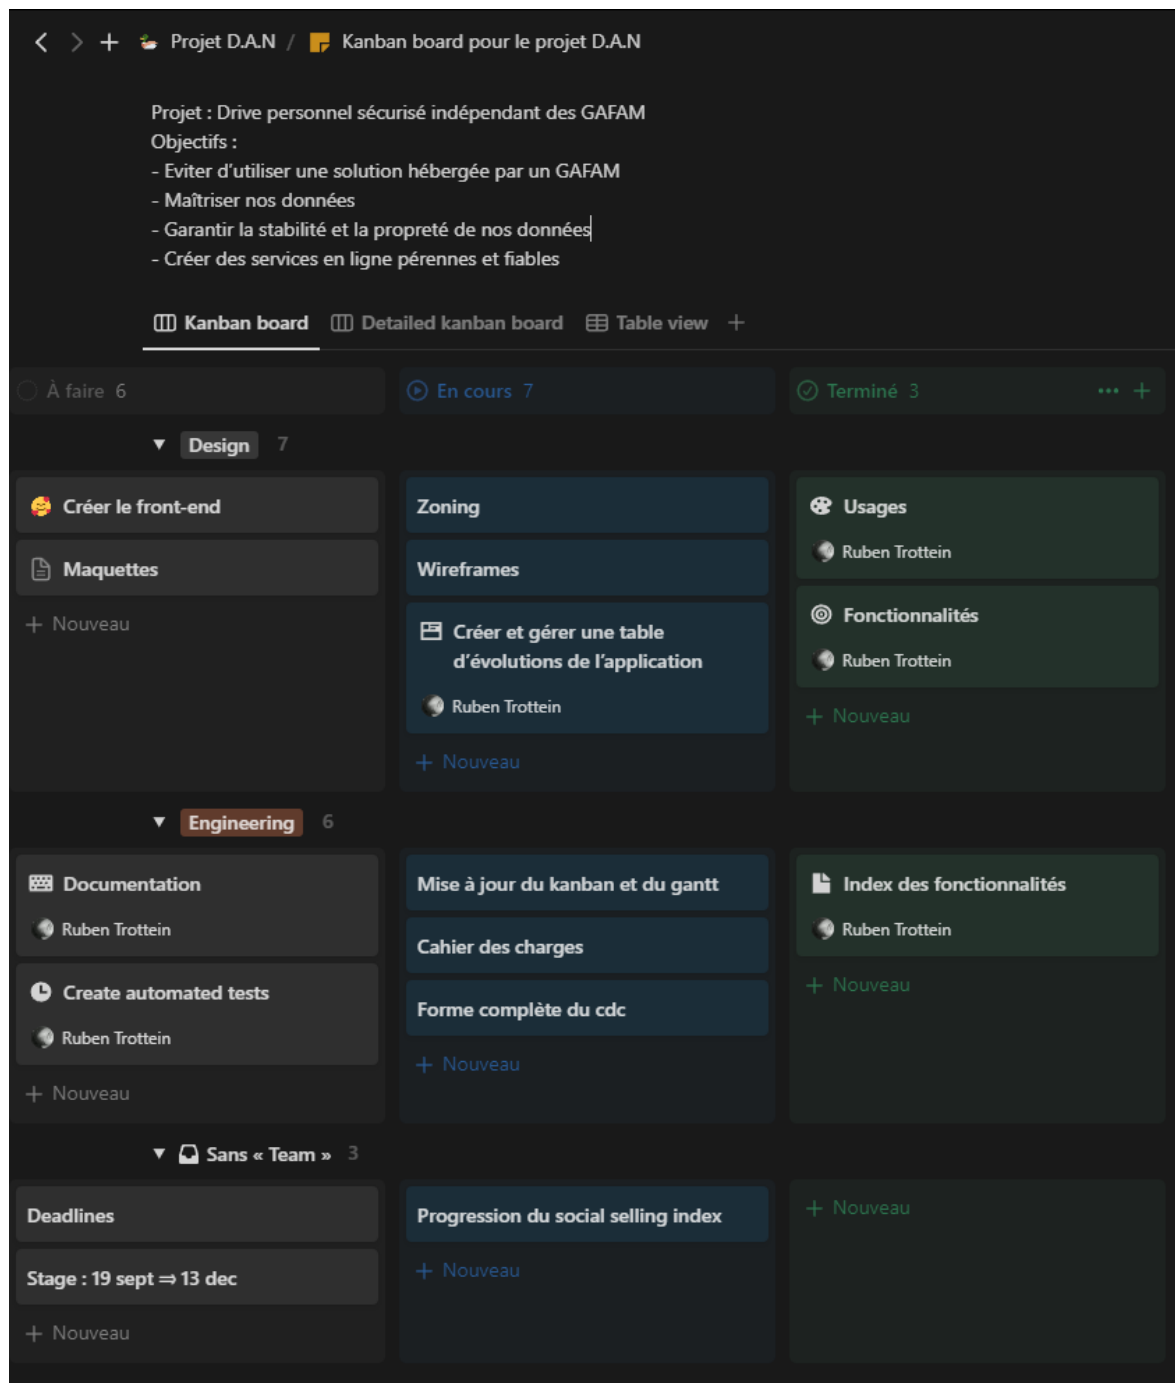 Projet D.A.N / Kanban board pour le projet D.A.N
Projet : Drive personnel sécurisé indépendant des GAFAM
Objectifs :
- Eviter d'utiliser une solution hébergée par un GAFAM
- Maîtriser nos données
- Garantir la stabilité et la propreté de nos données
- Créer des services en ligne pérennes et fiables
Kanban board Detailed kanban board Table view
À faire 6
En cours 7
Terminé 3
Design 7
Créer le front-end
Maquettes
+ Nouveau
Zoning
Wireframes
Créer et gérer une table
d'évolutions de l'application
Ruben Trottein
+ Nouveau
Usages
Ruben Trottein
Fonctionnalités
Ruben Trottein
+ Nouveau
Engineering 6
Documentation
Ruben Trottein
Create automated tests
Ruben Trottein
+ Nouveau
Mise à jour du kanban et du gantt
Cahier des charges
Forme complète du cdc
+ Nouveau
Index des fonctionnalités
Ruben Trottein
+ Nouveau
Sans « Team » 3
Deadlines
Stage : 19 sept ⇒ 13 dec
+ Nouveau
Progression du social selling index
+ Nouveau
+ Nouveau